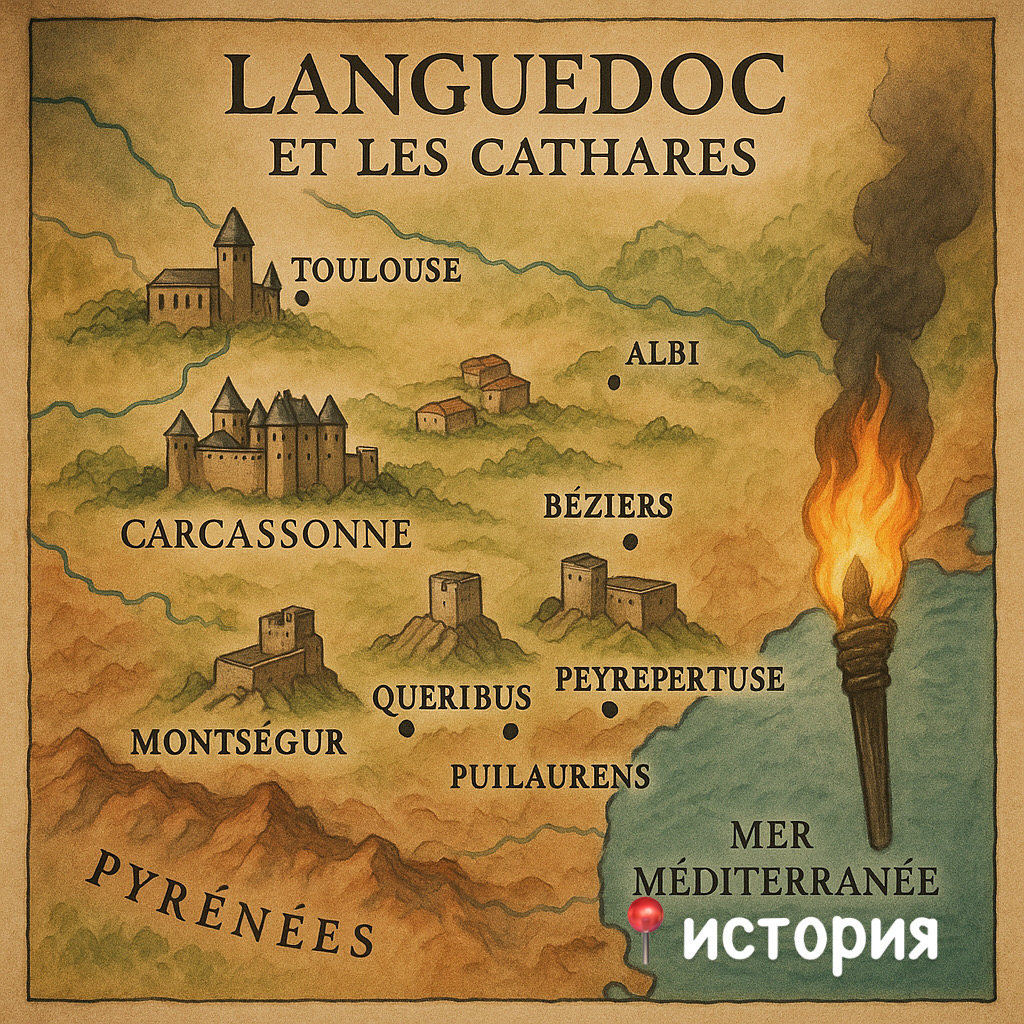 LANGUEDOC
ET LES CATHARES
TOULOUSE
ALBI
BÉZIERS
CARCASSONNE
QUERIBUS
PEYREPERTUSE
MONTSÉGUR
PUILAURENS
MER
MÉDITERRANÉE
PYRÉNÉES
📍история